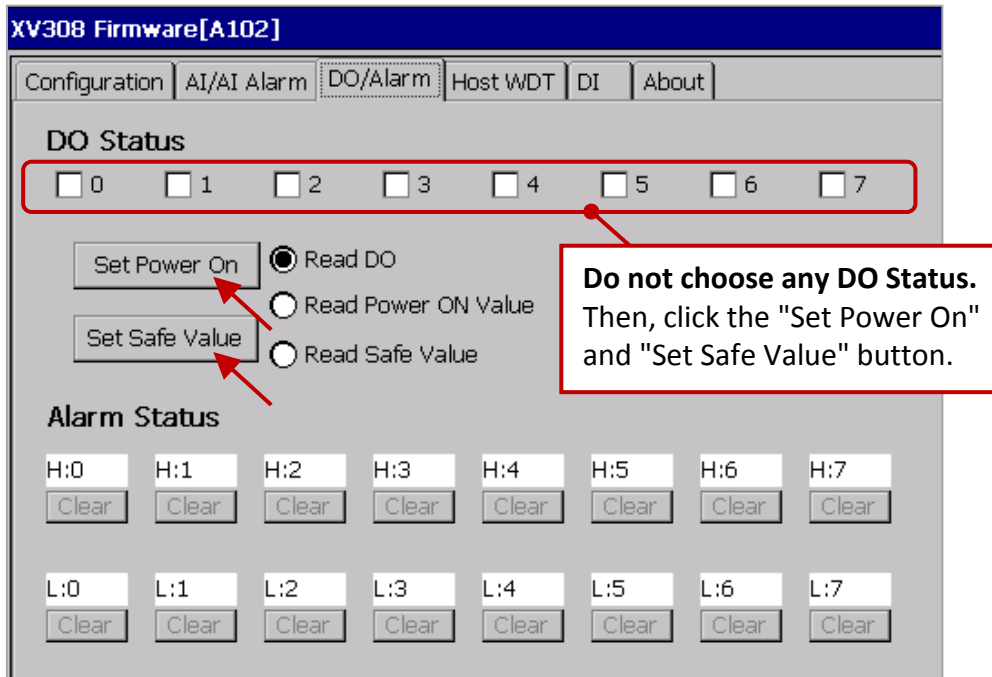 XV308 Firmware[A102]
Configuration AI/AI Alarm DO/Alarm Host WDT DI About
DO Status
0 1 2 3 4 5 6 7
Set Power On
Read DO
Read Power ON Value
Set Safe Value
Read Safe Value
Do not choose any DO Status.
Then, click the "Set Power On"
and "Set Safe Value" button.
Alarm Status
H:0 H:1 H:2 H:3 H:4 H:5 H:6 H:7
Clear Clear Clear Clear Clear Clear Clear Clear
L:0 L:1 L:2 L:3 L:4 L:5 L:6 L:7
Clear Clear Clear Clear Clear Clear Clear Clear